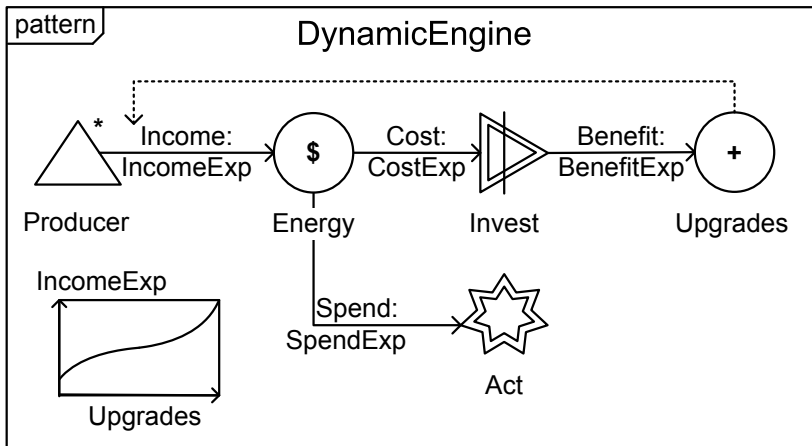 pattern
DynamicEngine
*
Income:
IncomeExp
$
Cost:
CostExp
Benefit:
BenefitExp
+
Producer
Energy
Invest
Upgrades
IncomeExp
Spend:
SpendExp
Act
Upgrades